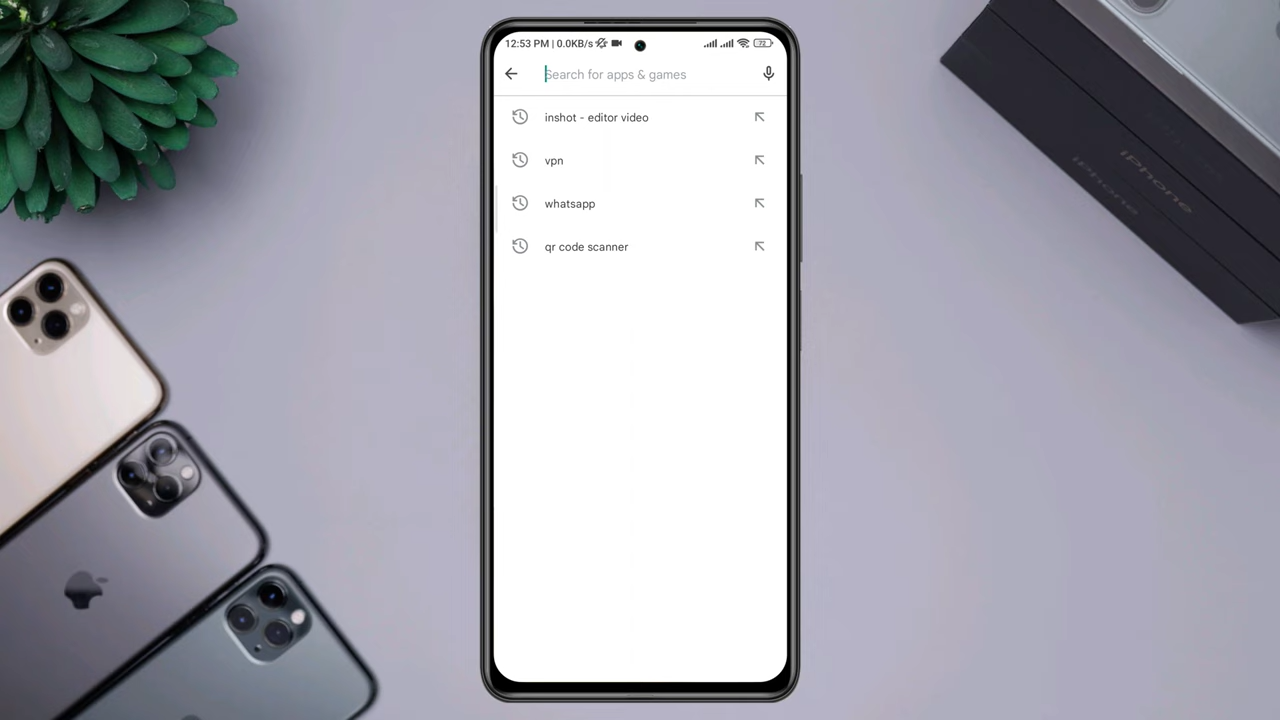 12:53 PM | 0.0KB/s 72
Search for apps & games
inshot - editor video
vpn
whatsapp
qr code scanner
iPhone
iPhone